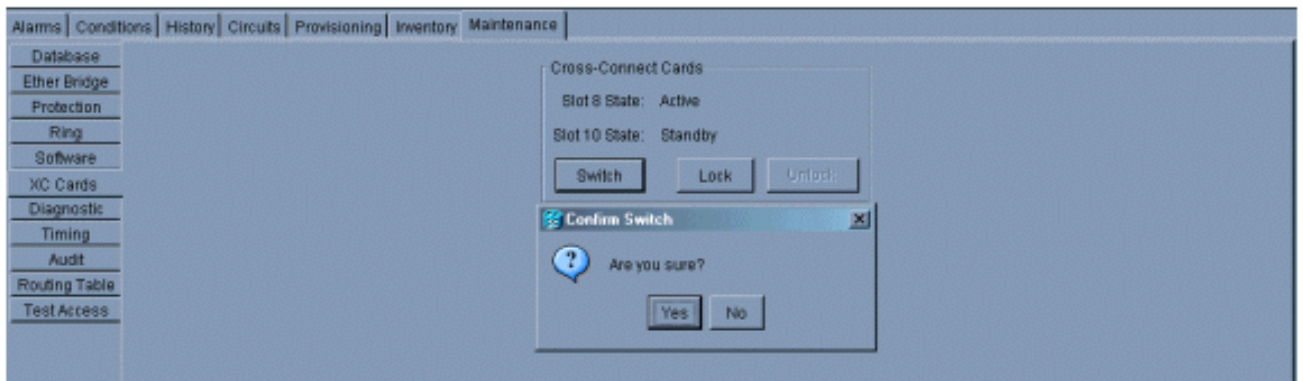 Alarms Conditions History Circuits Provisioning Inventory Maintenance
Database
Ether Bridge
Protection
Ring
Software
XC Cards
Diagnostic
Timing
Audit
Routing Table
Test Access
Cross-Connect Cards
Slot 8 State: Active
Slot 10 State: Standby
Switch Lock Unlock
Confirm Switch
?
Are you sure?
Yes No